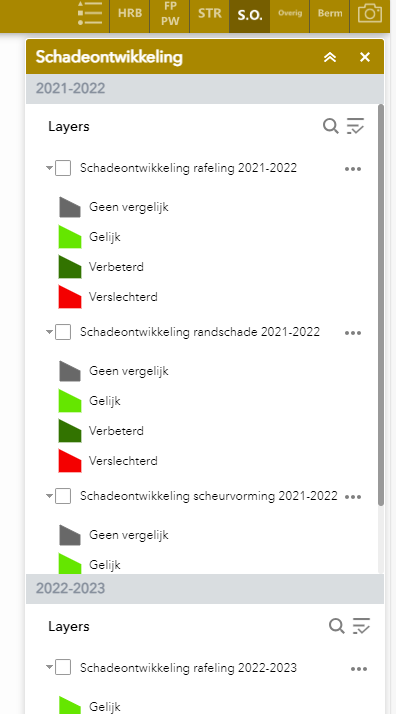 HRB
FP
PW
STR
S.O.
Overig
Berm
Schadeontwikkeling
2021-2022
Layers
Schadeontwikkeling rafeling 2021-2022
Geen vergelijk
Gelijk
Verbeterd
Verslechterd
Schadeontwikkeling randschade 2021-2022
Geen vergelijk
Gelijk
Verbeterd
Verslechterd
Schadeontwikkeling scheurvorming 2021-2022
Geen vergelijk
Gelijk
2022-2023
Layers
Schadeontwikkeling rafeling 2022-2023
Gelijk